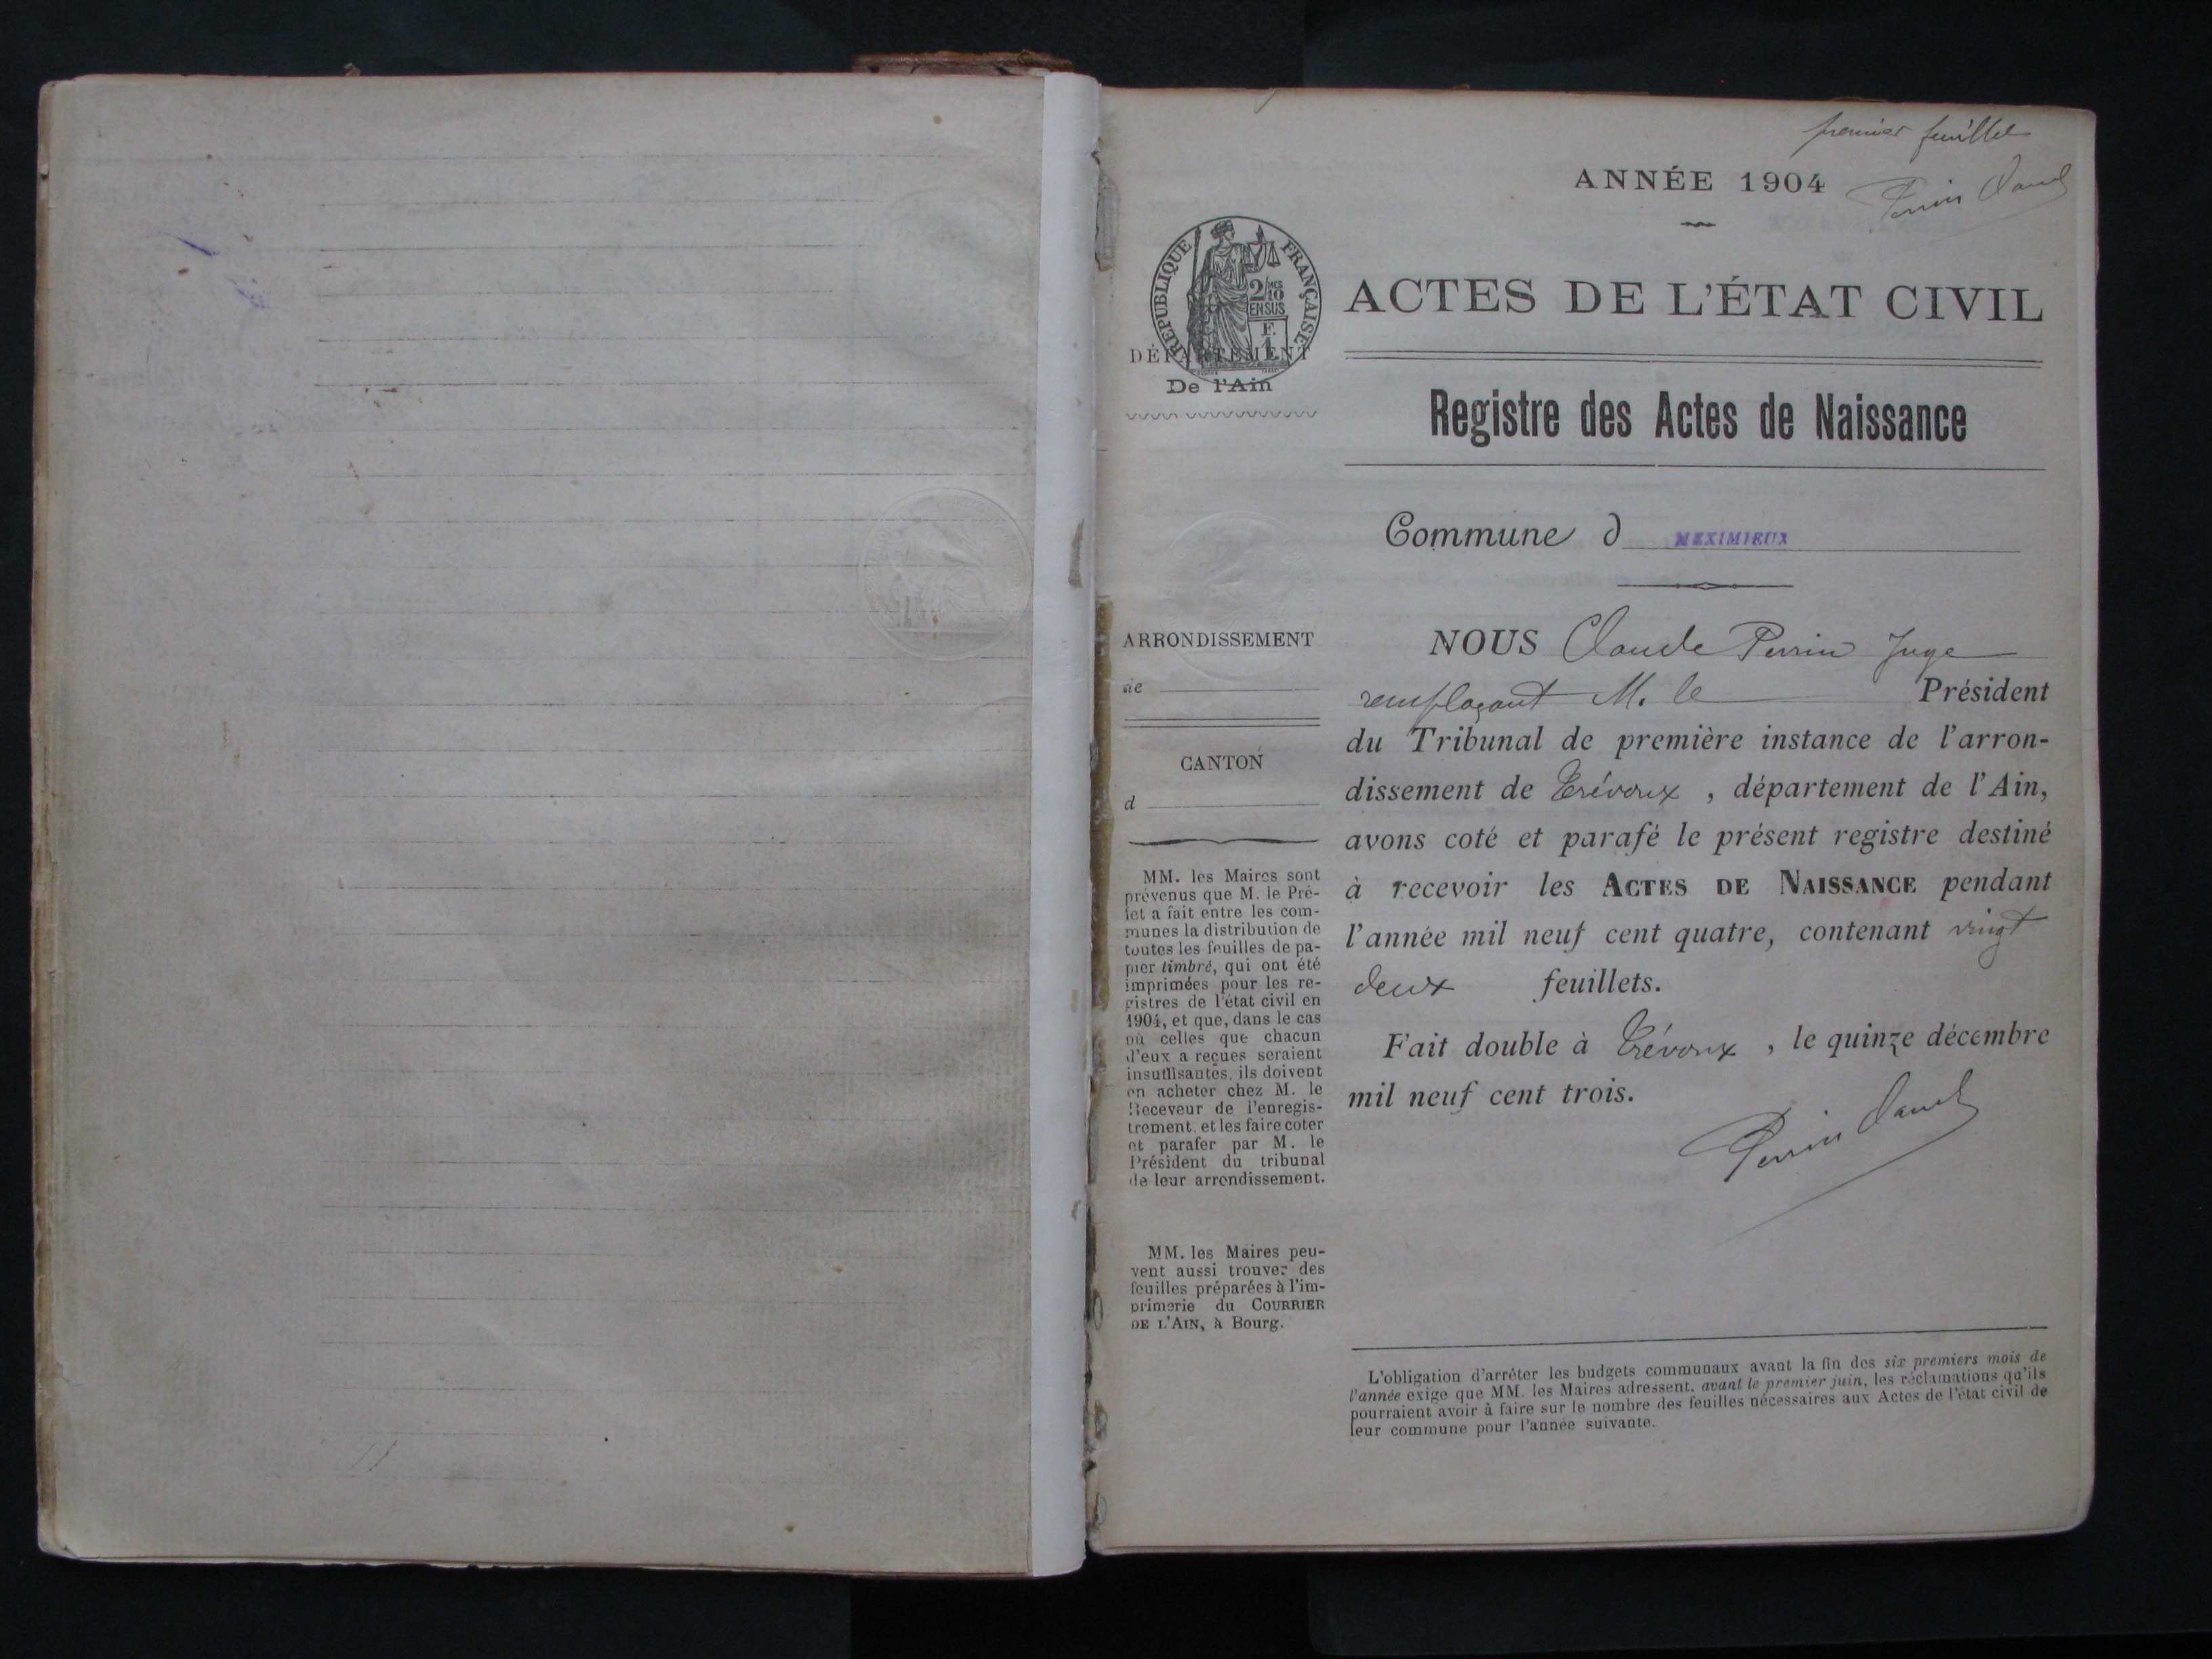 premier feuillet
ANNÉE 1904
Perrin Claude
RÉPUBLIQUE FRANÇAISE
2/10
EN SUS
F.
1
DÉPARTEMENT
De l'Ain
ACTES DE L'ÉTAT CIVIL
Registre des Actes de Naissance
Commune d MEXIMIEUX
ARRONDISSEMENT
de
CANTON
d
MM. les Maires sont
prévenus que M. le Pré-
fet a fait entre les com-
munes la distribution de
toutes les feuilles de pa-
pier timbré, qui ont été
imprimées pour les re-
gistres de l'état civil en
1904, et que, dans le cas
où celles que chacun
d'eux a reçues seraient
insuffisantes, ils doivent
en acheter chez M. le
Receveur de l'enregis-
trement, et les faire coter
et parafer par M. le
Président du tribunal
de leur arrondissement.
MM. les Maires peu-
vent aussi trouver des
feuilles préparées à l'im-
primerie du COURRIER
DE L'AIN, à Bourg.
NOUS Claude Perrin Juge
remplaçant M. le Président
du Tribunal de première instance de l'arron-
dissement de Trévoux , département de l'Ain,
avons coté et parafé le présent registre destiné
à recevoir les ACTES DE NAISSANCE pendant
l'année mil neuf cent quatre, contenant vingt
deux feuillets.
Fait double à Trévoux , le quinze décembre
mil neuf cent trois.
Perrin Claude
L'obligation d'arrêter les budgets communaux avant la fin des six premiers mois de
l'année exige que MM. les Maires adressent, avant le premier juin, les réclamations qu'ils
pourraient avoir à faire sur le nombre des feuilles nécessaires aux Actes de l'état civil de
leur commune pour l'année suivante.